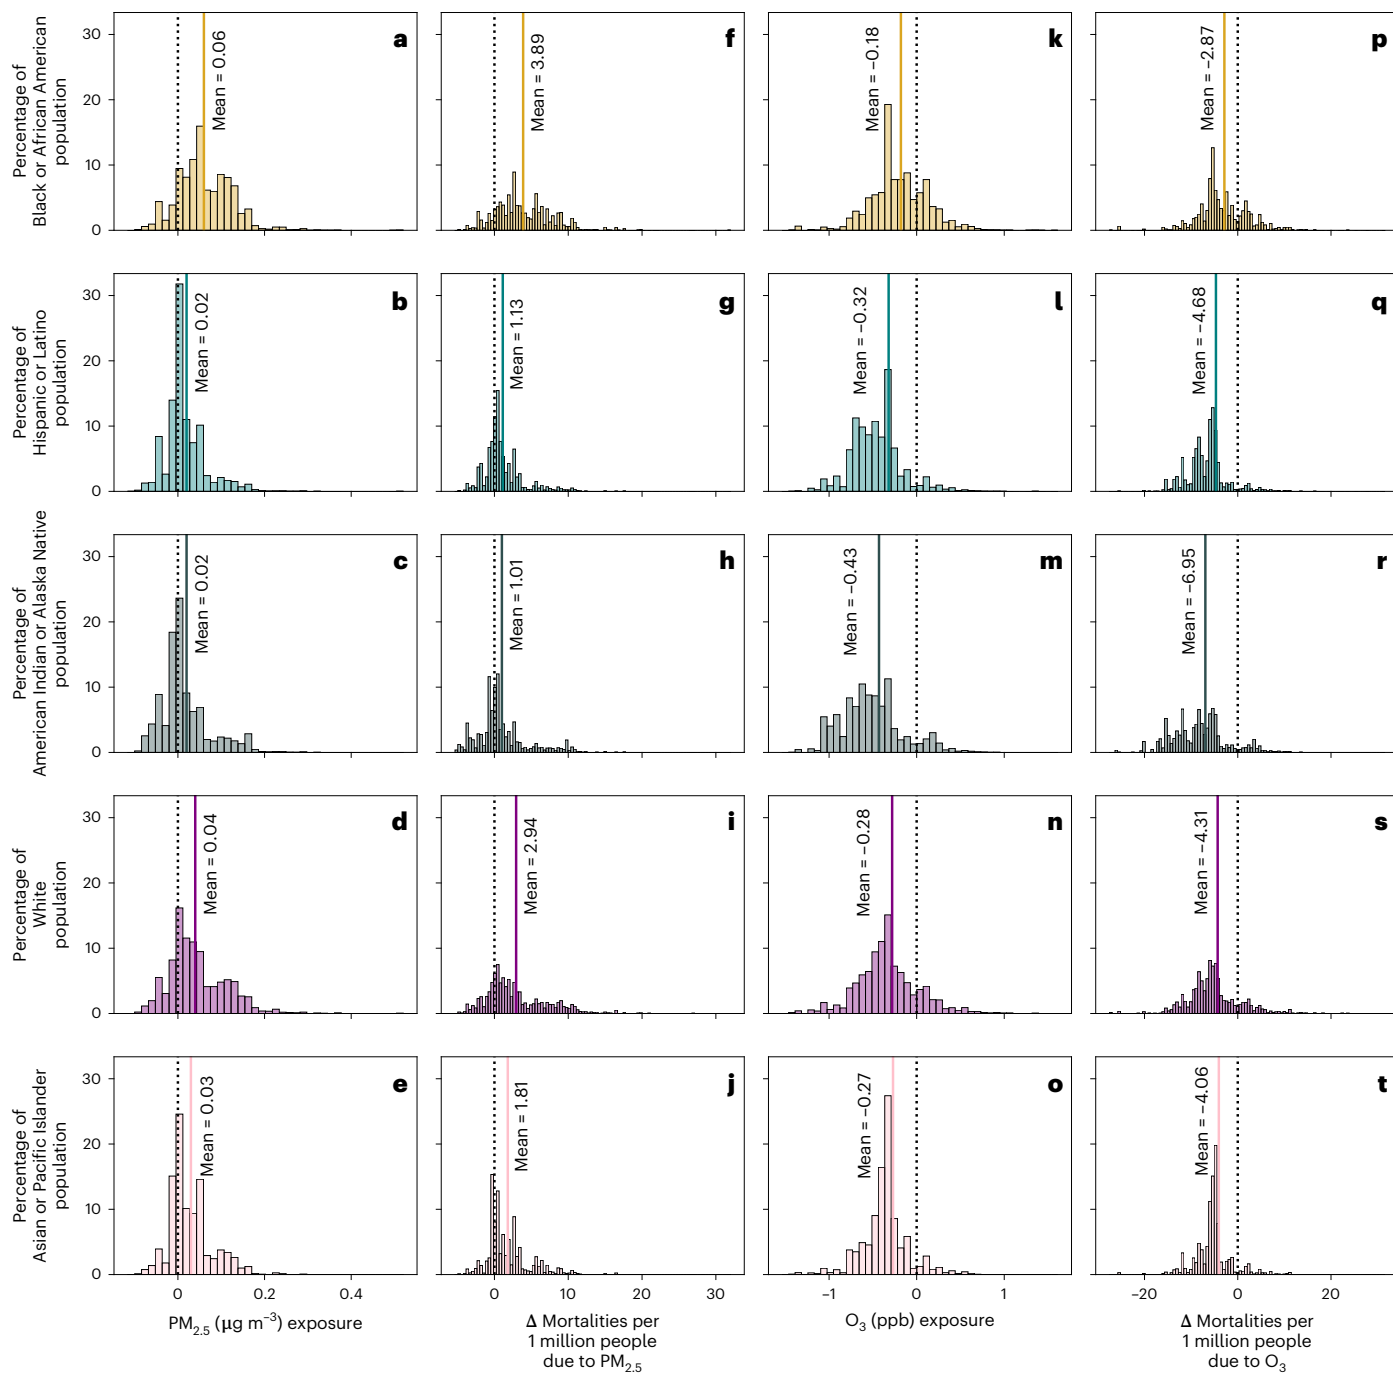 Percentage of
Black or African American
population
30
20
10
0
a
Mean = 0.06
f
Mean = 3.89
k
Mean = −0.18
p
Mean = −2.87
Percentage of
Hispanic or Latino
population
30
20
10
0
b
Mean = 0.02
g
Mean = 1.13
l
Mean = −0.32
q
Mean = −4.68
Percentage of
American Indian or Alaska Native
population
30
20
10
0
c
Mean = 0.02
h
Mean = 1.01
m
Mean = −0.43
r
Mean = −6.95
Percentage of
White
population
30
20
10
0
d
Mean = 0.04
i
Mean = 2.94
n
Mean = −0.28
s
Mean = −4.31
Percentage of
Asian or Pacific Islander
population
30
20
10
0
e
Mean = 0.03
j
Mean = 1.81
o
Mean = −0.27
t
Mean = −4.06
0 0.2 0.4
PM2.5 (μg m−3) exposure
0 10 20 30
Δ Mortalities per
1 million people
due to PM2.5
−1 0 1
O3 (ppb) exposure
−20 0 20
Δ Mortalities per
1 million people
due to O3